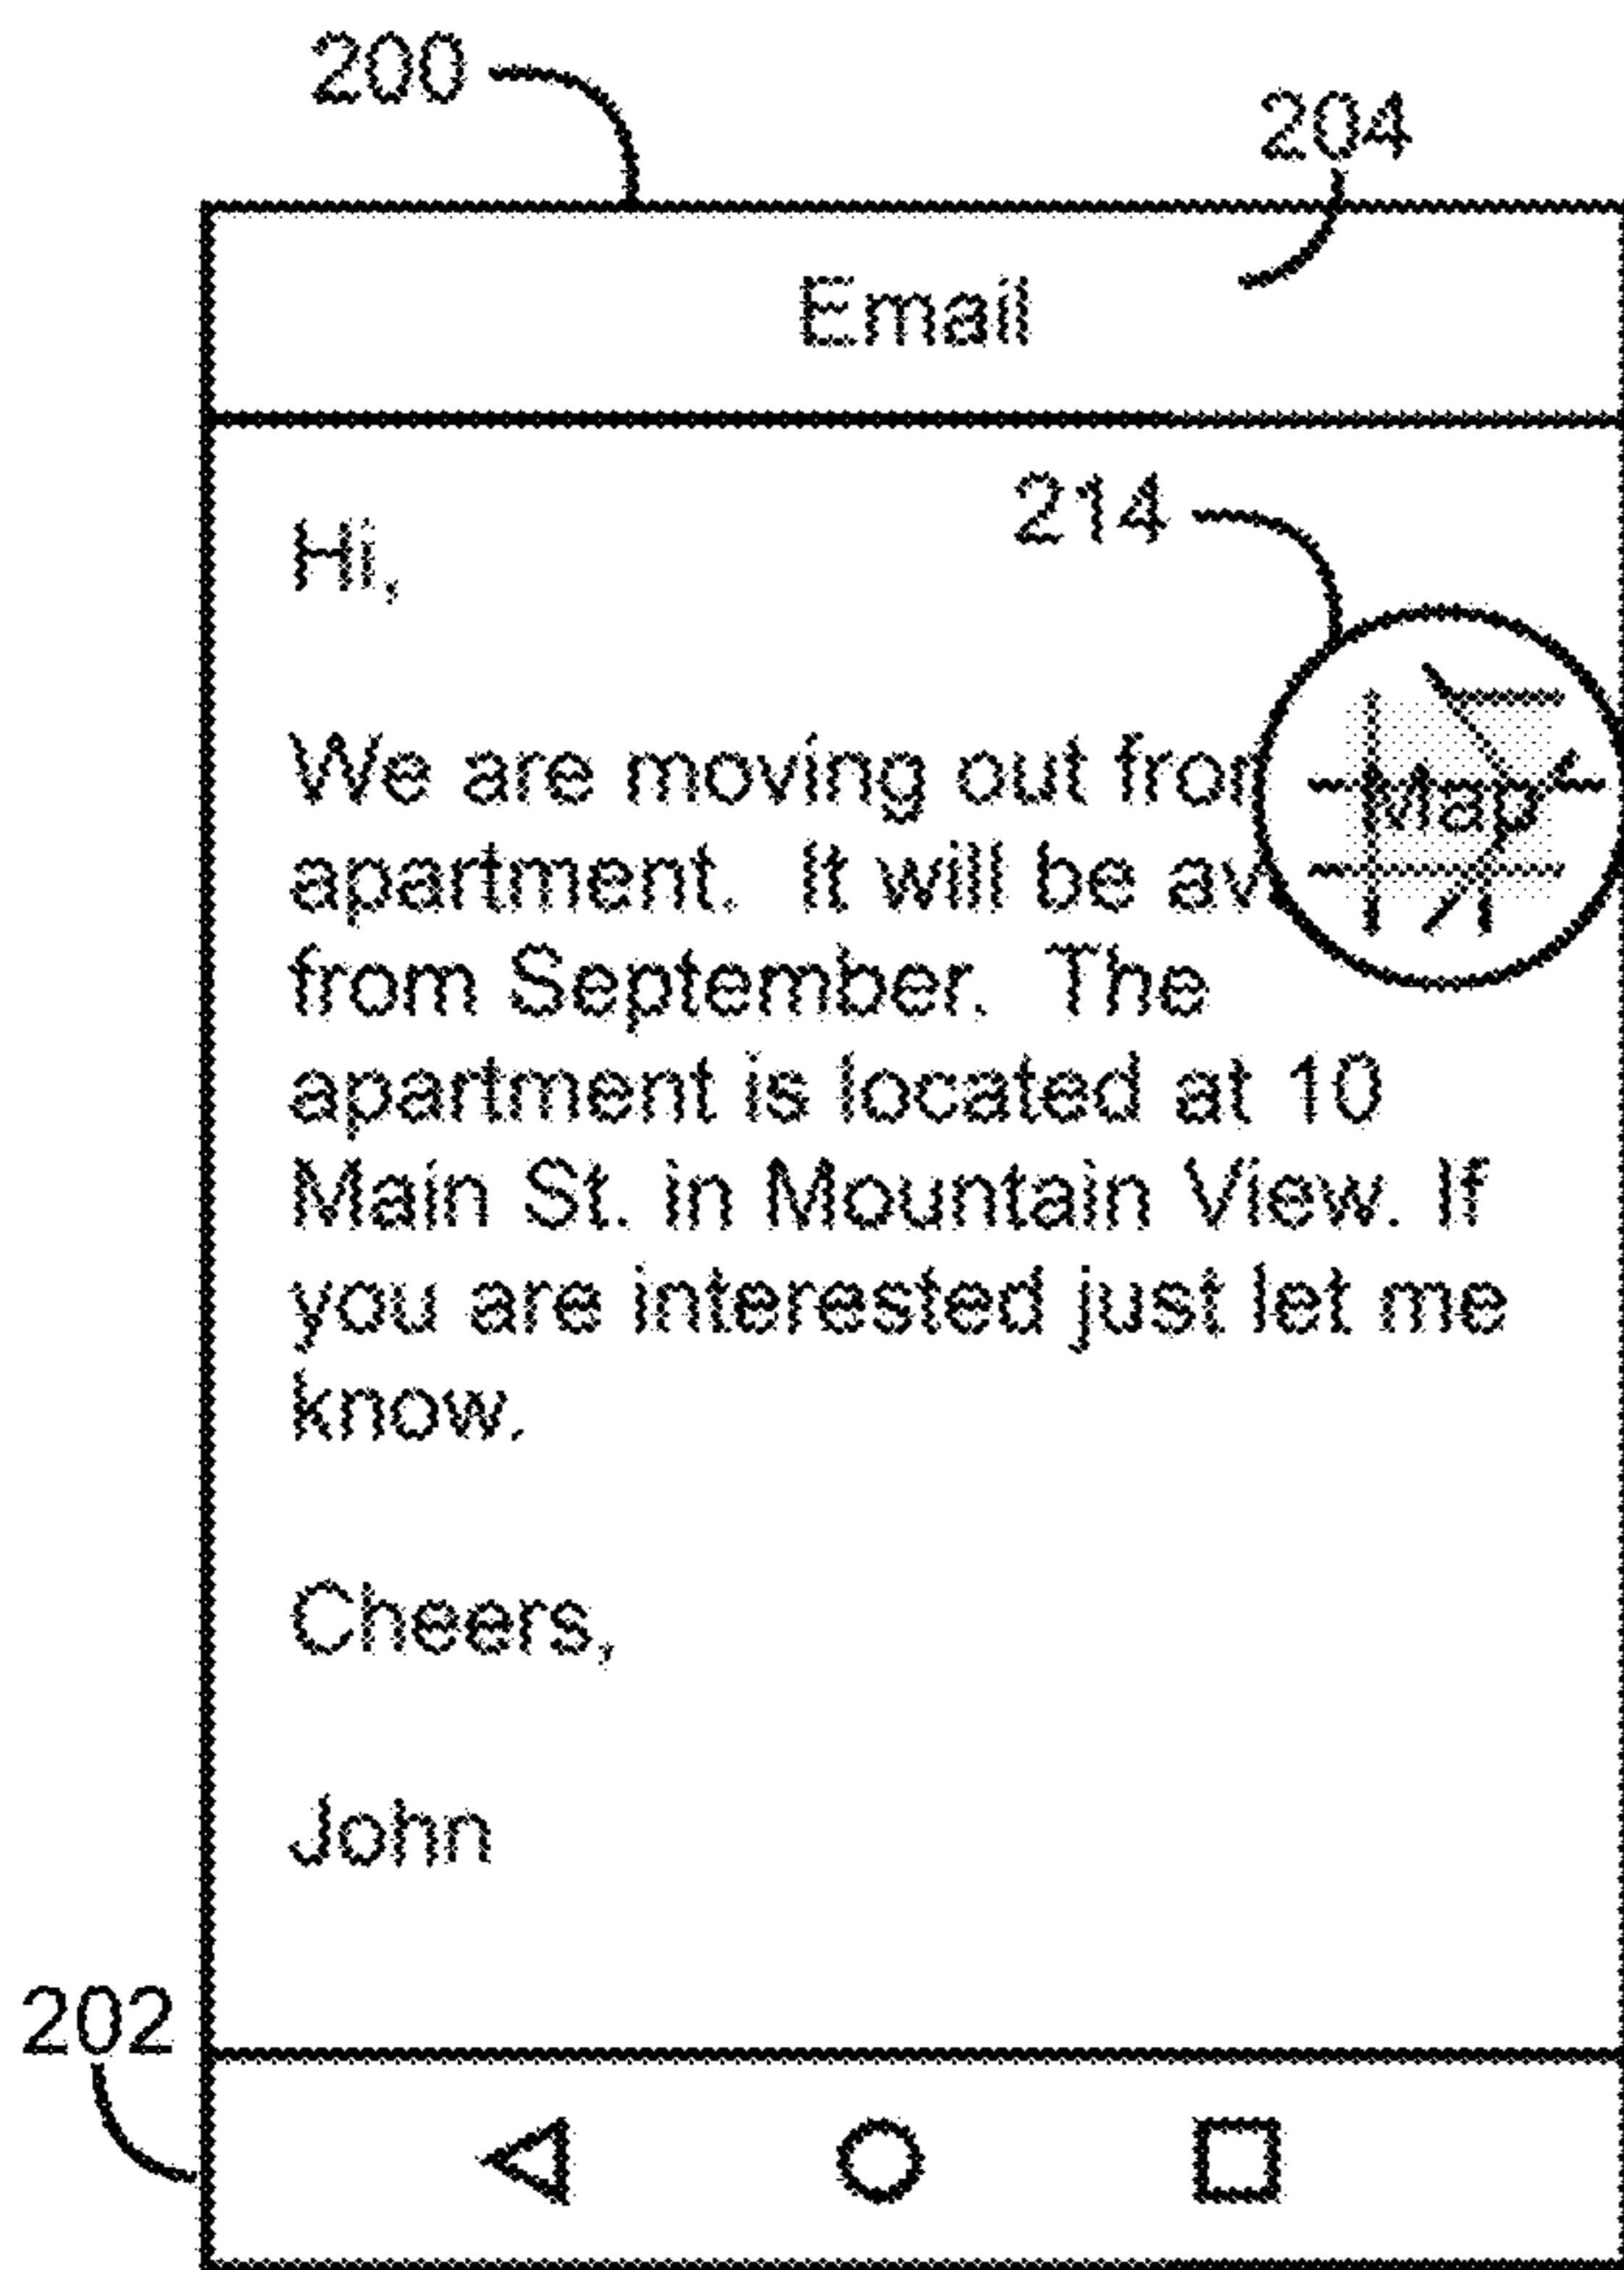 200
204
Email
214
Hi,
We are moving out from
Map
apartment. It will be av
from September. The
apartment is located at 10
Main St. in Mountain View. If
you are interested just let me
know.
Cheers,
John
202